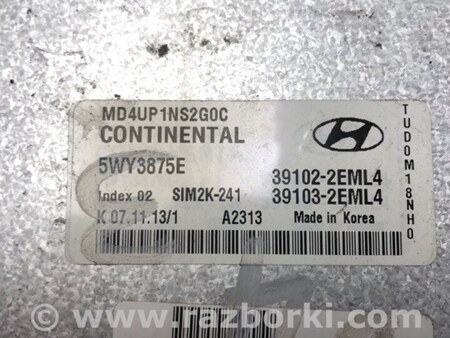 MD4UP1NS2G0C
CONTINENTAL
5WY3875E
39102-2EML4
Index 02 SIM2K-241
39103-2EML4
K 07.11.13/1 A2313 Made in Korea
TUD0M18NH0
www.razborki.com